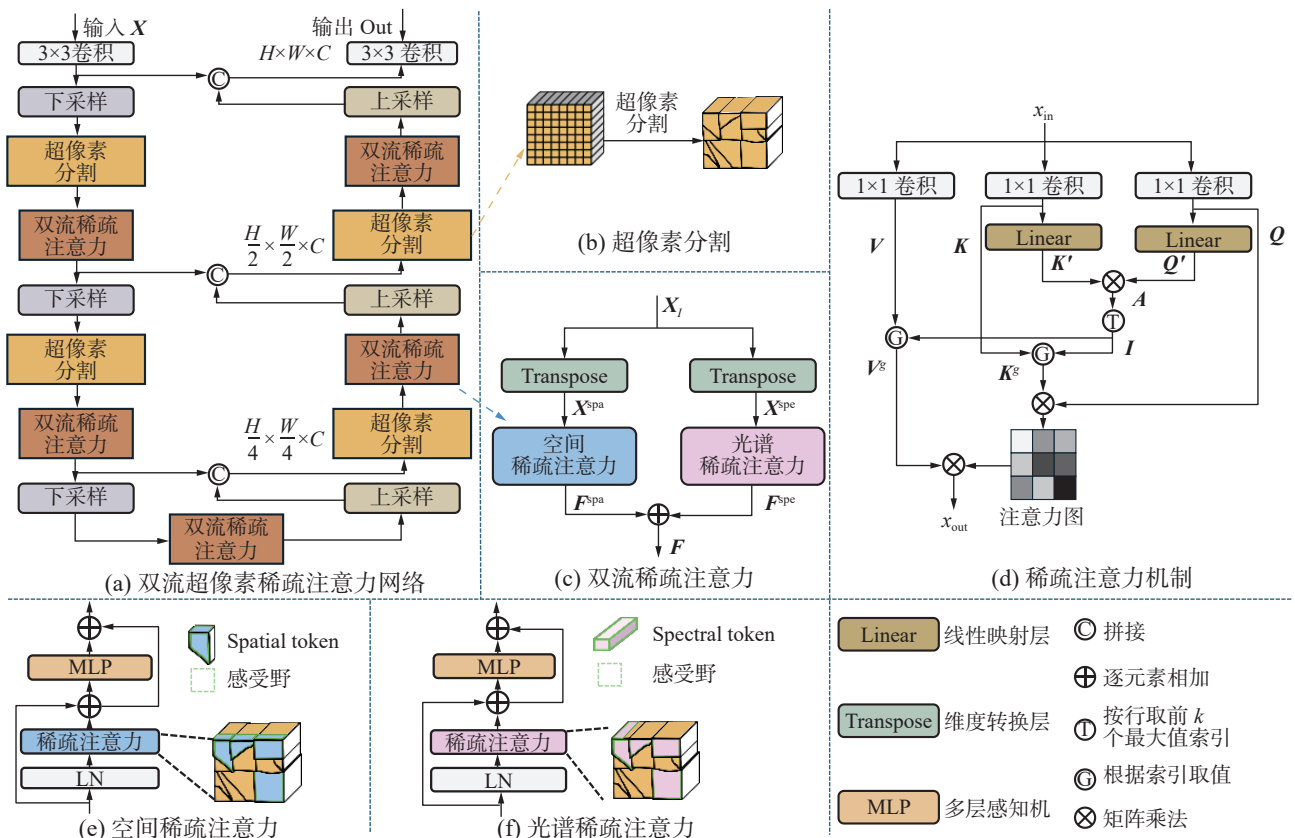 输入 X
3×3卷积
下采样
超像素
分割
双流稀疏
注意力
下采样
超像素
分割
双流稀疏
注意力
下采样
双流稀疏
注意力
输出 Out
H×W×C
3×3 卷积
C
上采样
双流稀疏
注意力
超像素
分割
H/2 × W/2 ×C
C
上采样
双流稀疏
注意力
超像素
分割
H/4 × W/4 ×C
C
上采样
(a) 双流超像素稀疏注意力网络
超像素
分割
(b) 超像素分割
X_l
Transpose
Transpose
X^spa
X^spe
空间
稀疏注意力
光谱
稀疏注意力
F^spa
F^spe
F
(c) 双流稀疏注意力
x_in
1×1 卷积
1×1 卷积
1×1 卷积
V
K
Linear
Linear
Q
K'
Q'
A
T
G
I
V^g
G
K^g
注意力图
x_out
(d) 稀疏注意力机制
MLP
稀疏注意力
LN
Spatial token
感受野
(e) 空间稀疏注意力
MLP
稀疏注意力
LN
Spectral token
感受野
(f) 光谱稀疏注意力
Linear 线性映射层
Transpose 维度转换层
MLP 多层感知机
C 拼接
逐元素相加
T 按行取前 k
个最大值索引
G 根据索引取值
矩阵乘法